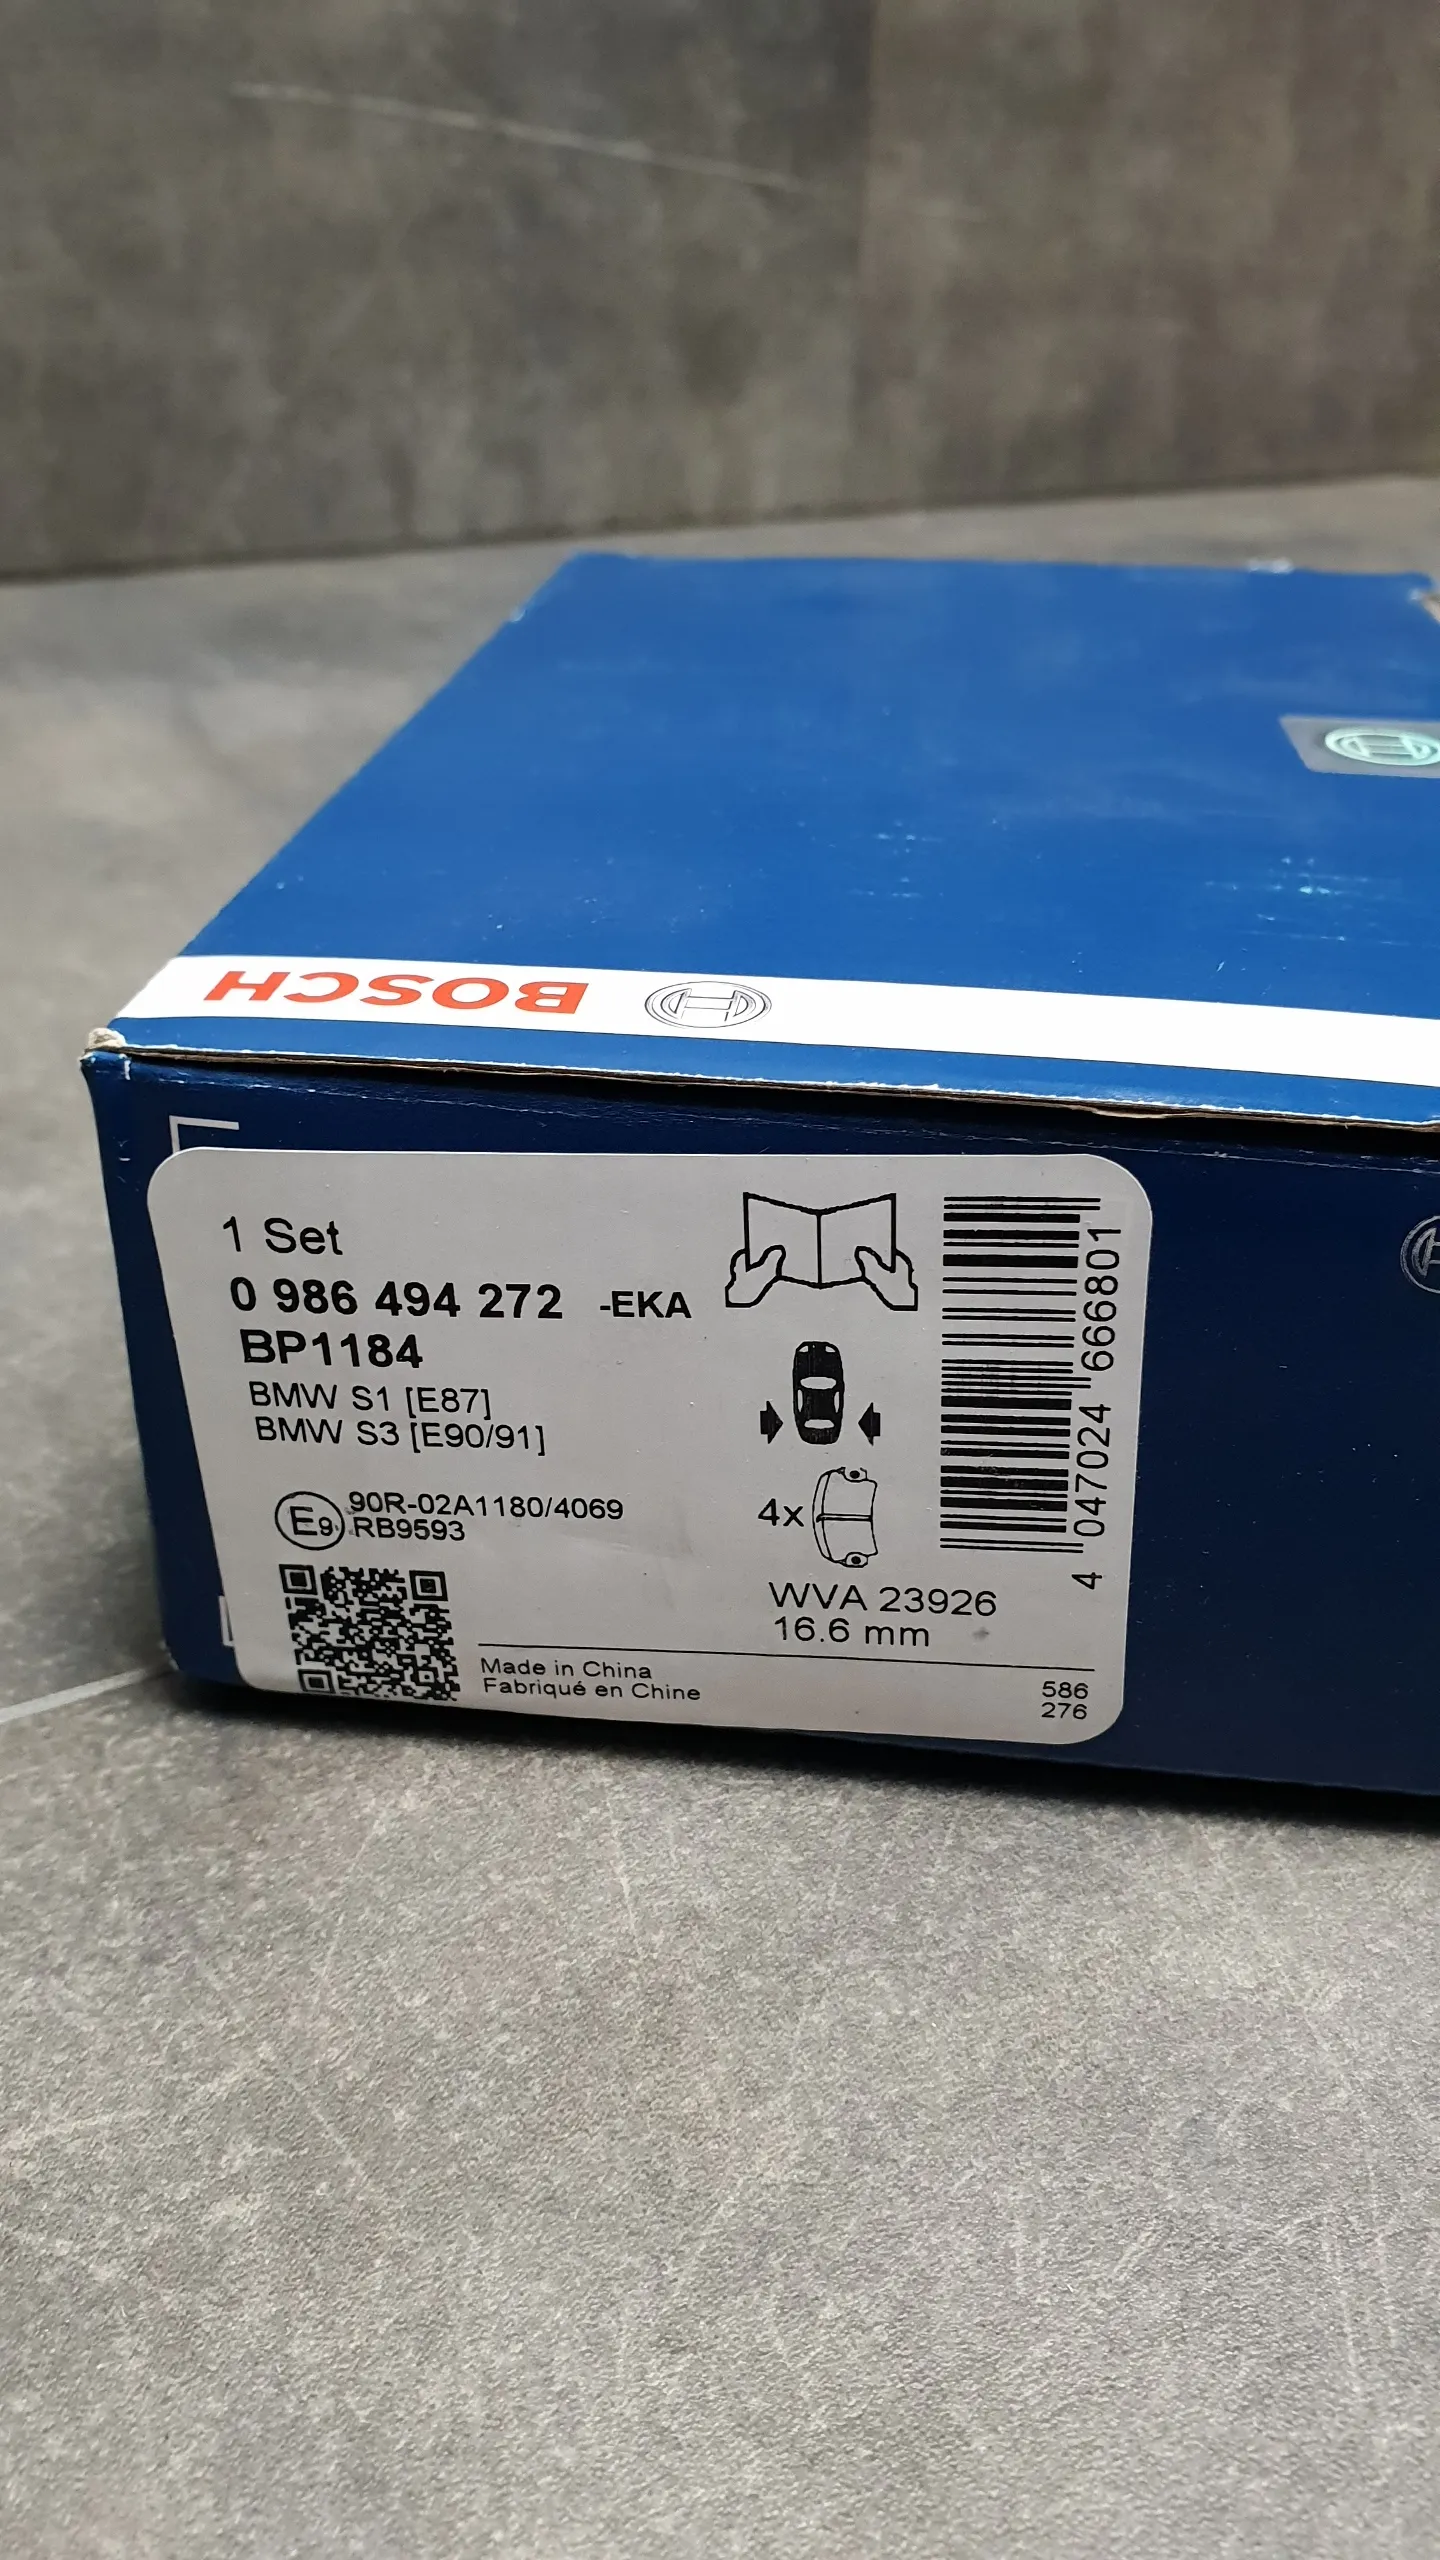 BOSCH
1 Set
0 986 494 272 -EKA
BP1184
BMW S1 [E87]
BMW S3 [E90/91]
E9 90R-02A1180/4069
RB9593
4x
WVA 23926
16.6 mm
Made in China
Fabriqué en Chine
586
276
4 047024 666801